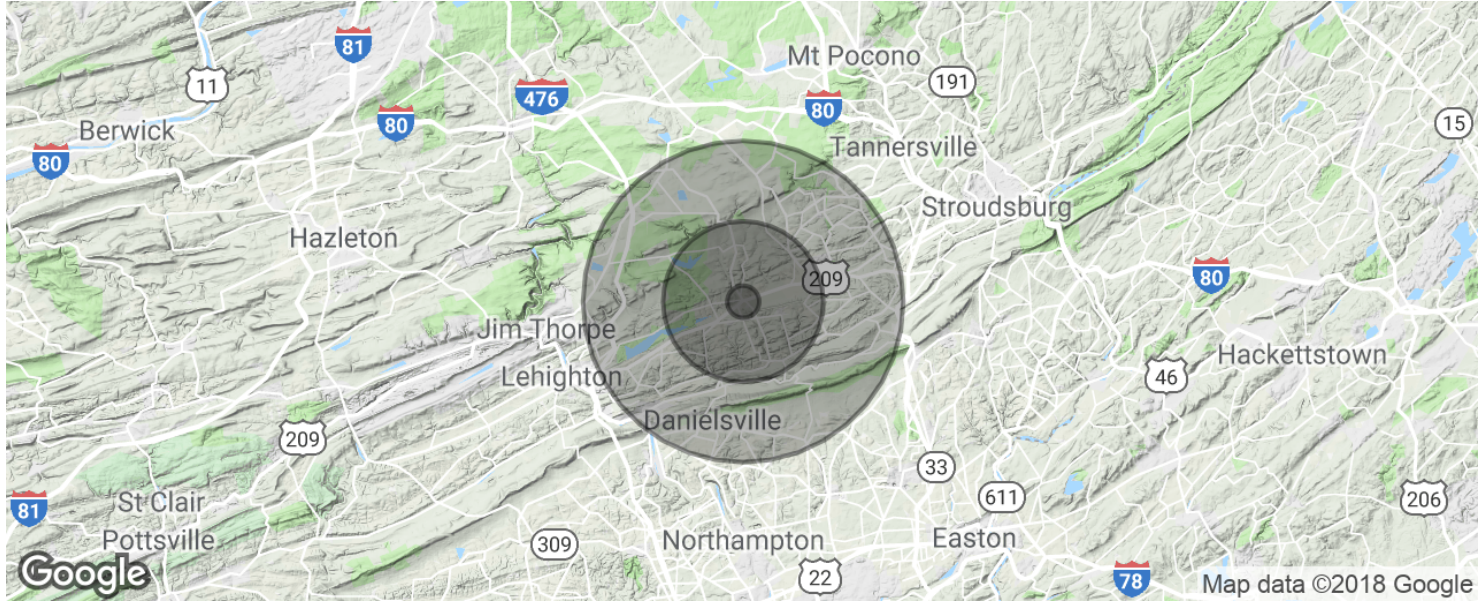 81
Mt Pocono
11
191
476
80
80
15
Berwick
Tannersville
80
Stroudsburg
Hazleton
209
80
Jim Thorpe
Hackettstown
Lehighton
46
Danielsville
209
33
St Clair
611
206
81
Pottsville
309
Northampton
Easton
22
78
Google
Map data ©2018 Google